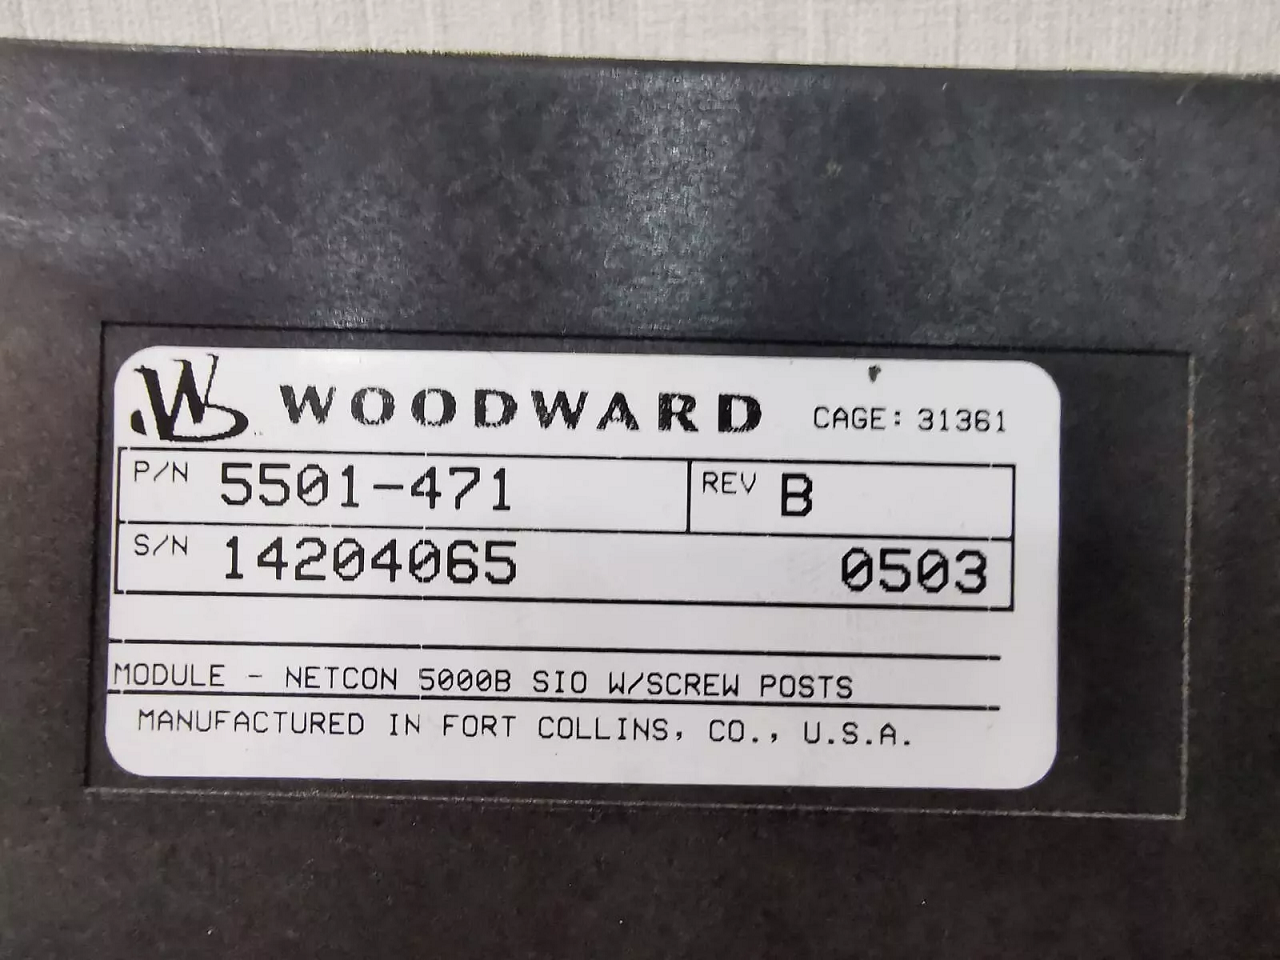 W WOODWARD CAGE: 31361
P/N 5501-471 REV B
S/N 14204065 0503
MODULE - NETCON 5000B SIO W/SCREW POSTS
MANUFACTURED IN FORT COLLINS, CO., U.S.A.